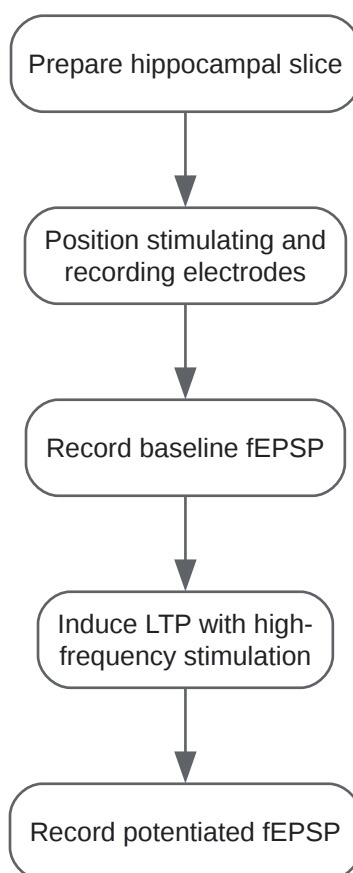 Prepare hippocampal slice
Position stimulating and
recording electrodes
Record baseline fEPSP
Induce LTP with high-
frequency stimulation
Record potentiated fEPSP